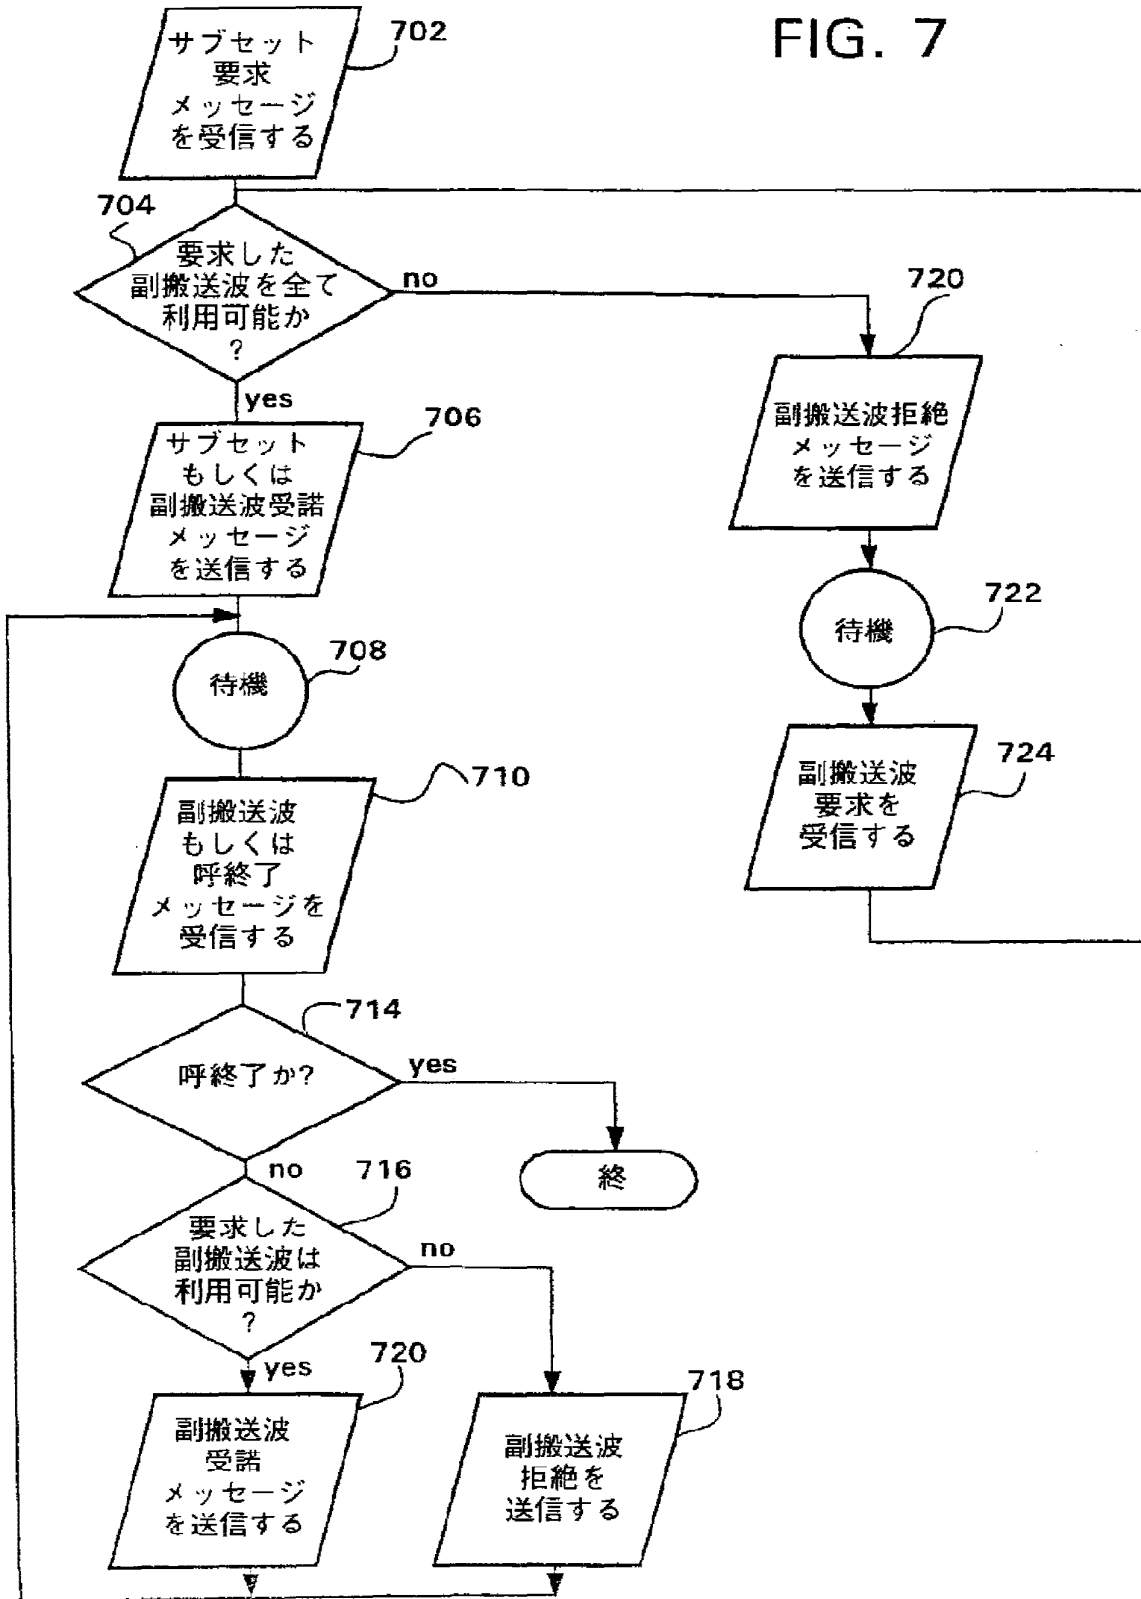 FIG. 7
702
サブセット
要求
メッセージ
を受信する
704
要求した
副搬送波を全て
利用可能か
?
no
yes
706
サブセット
もしくは
副搬送波受諾
メッセージ
を送信する
708
待機
710
副搬送波
もしくは
呼終了
メッセージを
受信する
714
呼終了か?
yes
終
no
716
要求した
副搬送波は
利用可能か
?
no
yes
720
副搬送波
受諾
メッセージ
を送信する
718
副搬送波
拒絶を
送信する
720
副搬送波拒絶
メッセージ
を送信する
722
待機
724
副搬送波
要求を
受信する